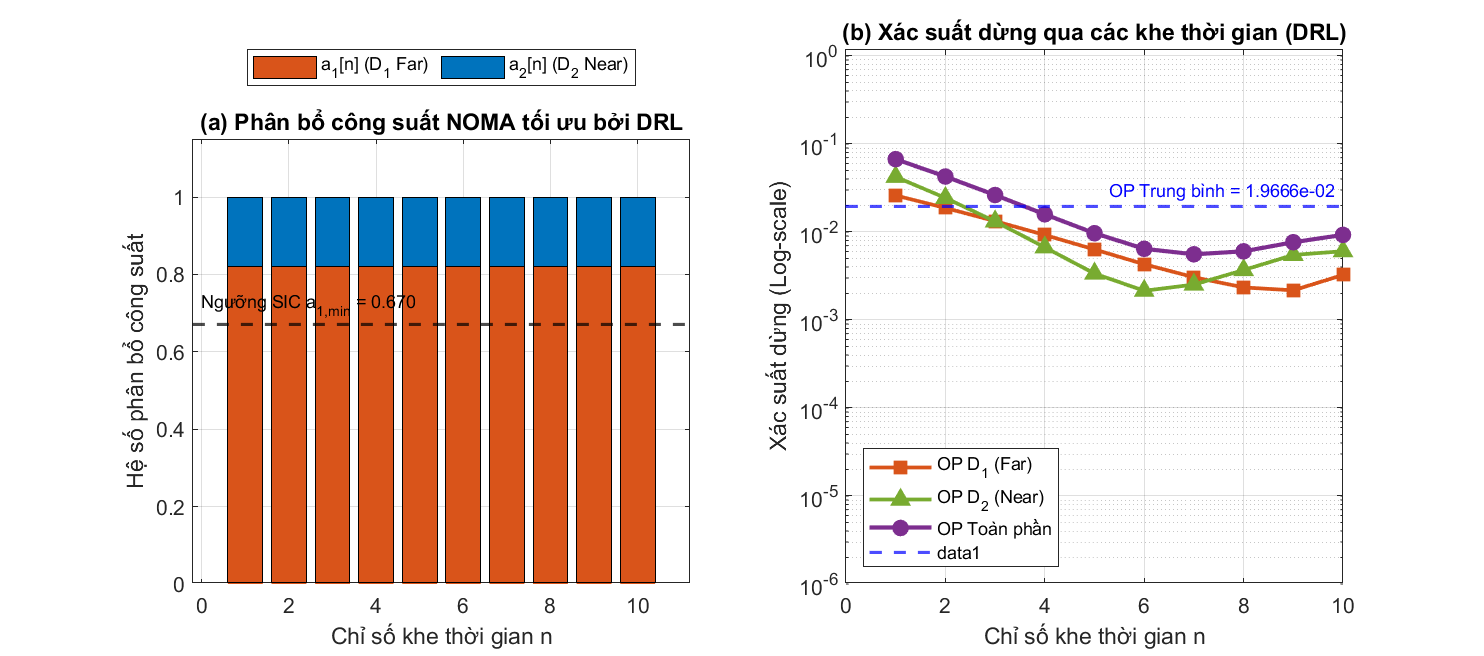 a1[n] (D1 Far)
a2[n] (D2 Near)
(a) Phân bổ công suất NOMA tối ưu bởi DRL
Hệ số phân bổ công suất
1
0.8
0.6
0.4
0.2
0
Ngưỡng SIC a1,min = 0.670
0 2 4 6 8 10
Chỉ số khe thời gian n
(b) Xác suất dừng qua các khe thời gian (DRL)
Xác suất dừng (Log-scale)
10^0
10^-1
10^-2
10^-3
10^-4
10^-5
10^-6
OP Trung bình = 1.9666e-02
OP D1 (Far)
OP D2 (Near)
OP Toàn phần
data1
0 2 4 6 8 10
Chỉ số khe thời gian n